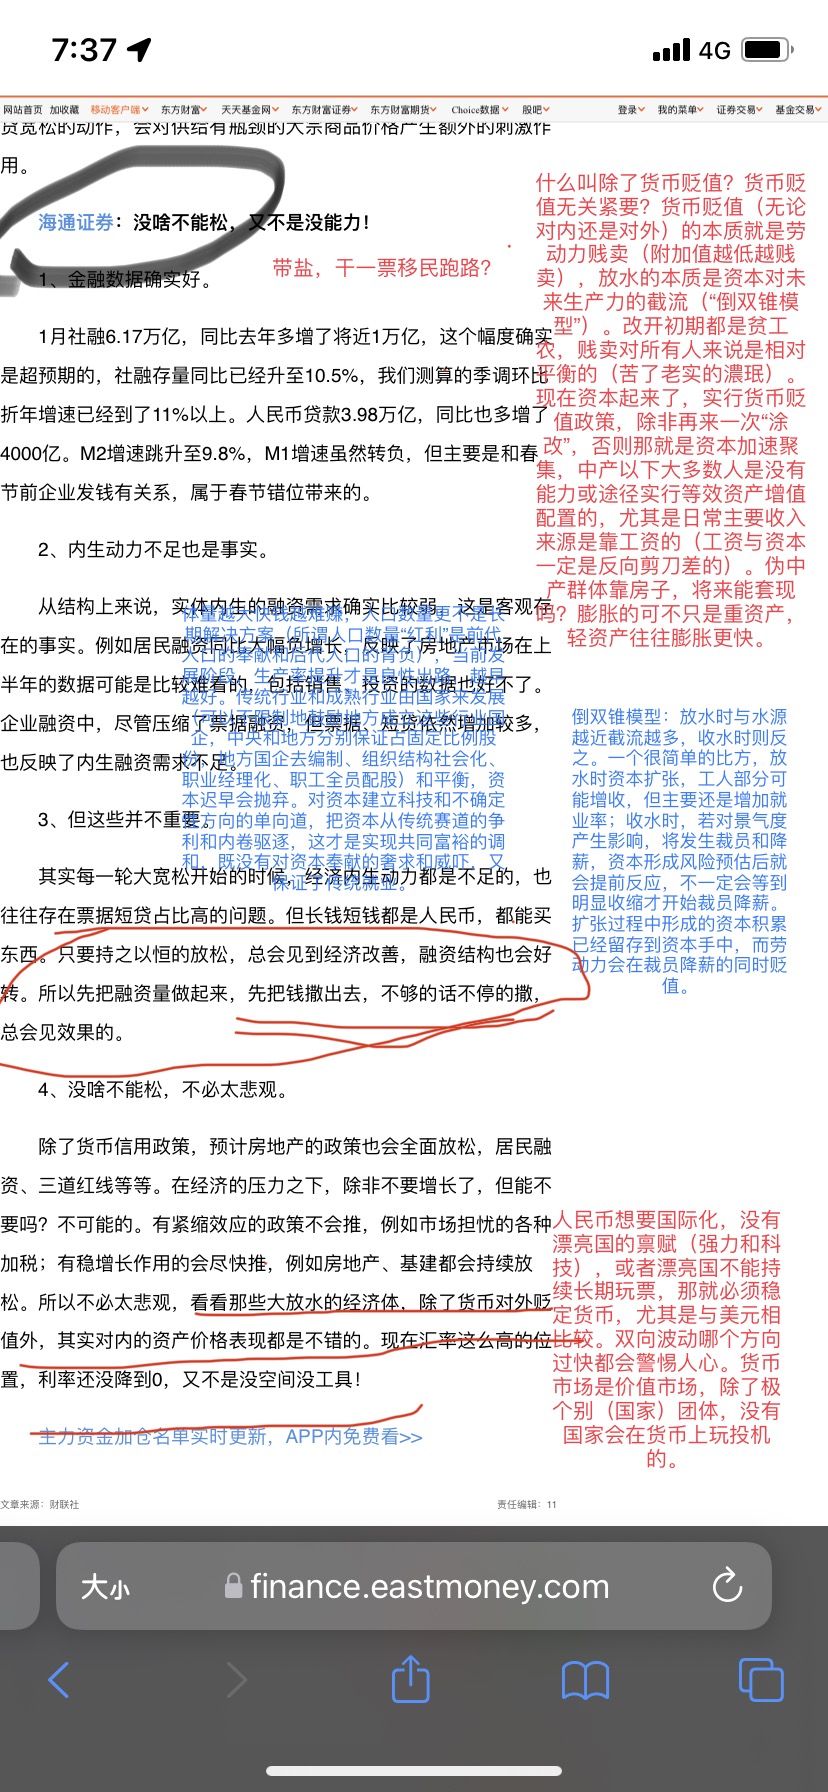 7:37
4G
网站首页 加收藏 移动客户端 东方财富 天天基金网 东方财富证券 东方财富期货 Choice数据 股吧 登录 我的菜单 证券交易 基金交易
货宽松的动作，会对供给有瓶颈的大宗商品价格产生额外的刺激作
用。
海通证券：没啥不能松，又不是没能力！
带盐，干一票移民跑路？
1、金融数据确实好。
1月社融6.17万亿，同比去年多增了将近1万亿，这个幅度确实
是超预期的，社融存量同比已经升至10.5%，我们测算的季调环比
折年增速已经到了11%以上。人民币贷款3.98万亿，同比也多增了
4000亿。M2增速跳升至9.8%，M1增速虽然转负，但主要是和春
节前企业发钱有关系，属于春节错位带来的。
2、内生动力不足也是事实。
从结构上来说，实体内生的融资需求确实比较弱，这是客观存
在的事实。例如居民融资同比大幅负增长，反映了房地产市场在上
半年的数据可能是比较难看的，包括销售、投资的数据也好不了。
企业融资中，尽管压缩了票据融资，但票据、短贷依然增加较多，
也反映了内生融资需求不足。
3、但这些并不重要。
其实每一轮大宽松开始的时候，经济内生动力都是不足的，也
往往存在票据短贷占比高的问题。但长钱短钱都是人民币，都能买
东西。只要持之以恒的放松，总会见到经济改善，融资结构也会好
转。所以先把融资量做起来，先把钱撒出去，不够的话不停的撒，
总会见效果的。
4、没啥不能松，不必太悲观。
除了货币信用政策，预计房地产的政策也会全面放松，居民融
资、三道红线等等。在经济的压力之下，除非不要增长了，但能不
要吗？不可能的。有紧缩效应的政策不会推，例如市场担忧的各种
加税；有稳增长作用的会尽快推，例如房地产、基建都会持续放
松。所以不必太悲观，看看那些大放水的经济体，除了货币对外贬
值外，其实对内的资产价格表现都是不错的。现在汇率这么高的位
置，利率还没降到0，又不是没空间没工具！
主力资金加仓名单实时更新，APP内免费看>>
文章来源：财联社
责任编辑：11
什么叫除了货币贬值？货币贬
值无关紧要？货币贬值（无论
对内还是对外）的本质就是劳
动力贱卖（附加值越低越贱
卖），放水的本质是资本对未
来生产力的截流（“倒双锥模
型”）。改开初期都是贫工
农，贱卖对所有人来说是相对
平衡的（苦了老实的濃珉）。
现在资本起来了，实行货币贬
值政策，除非再来一次“涂
改”，否则那就是资本加速聚
集，中产以下大多数人是没有
能力或途径实行等效资产增值
配置的，尤其是日常主要收入
来源是靠工资的（工资与资本
一定是反向剪刀差的）。伪中
产群体靠房子，将来能套现
吗？膨胀的可不只是重资产，
轻资产往往膨胀更快。
体量越大快钱越难赚，人口数量更不是长
期解决方案（所谓人口数量“红利”是前代
人口的奉献和后代人口的背负），当前发
展阶段，生产率提升才是良性出路，越早
越好。传统行业和成熟行业由国家来发展
企，中央和地方分别保证占固定比例股
份，地方国企去编制、组织结构社会化、
职业经理化、职工全员配股）和平衡，资
本迟早会抛弃。对资本建立科技和不确定
性方向的单向道，把资本从传统赛道的争
利和内卷驱逐，这才是实现共同富裕的调
和，既没有对资本奉献的奢求和威吓，又
保证了传统就业。
倒双锥模型：放水时与水源
越近截流越多，收水时则反
之。一个很简单的比方，放
水时资本扩张，工人部分可
能增收，但主要还是增加就
业率；收水时，若对景气度
产生影响，将发生裁员和降
薪，资本形成风险预估后就
会提前反应，不一定会等到
明显收缩才开始裁员降薪。
扩张过程中形成的资本积累
已经留存到资本手中，而劳
动力会在裁员降薪的同时贬
值。
人民币想要国际化，没有
漂亮国的禀赋（强力和科
技），或者漂亮国不能持
续长期玩票，那就必须稳
定货币，尤其是与美元相
比较。双向波动哪个方向
过快都会警惕人心。货币
市场是价值市场，除了极
个别（国家）团体，没有
国家会在货币上玩投机
的。
大小
finance.eastmoney.com